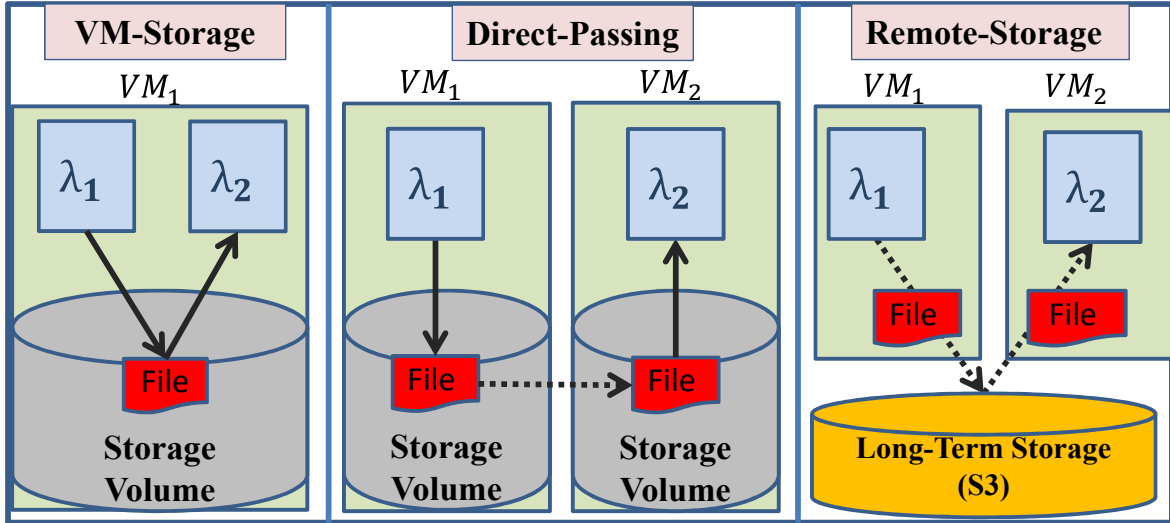 VM-Storage
VM₁
λ₁
λ₂
File
Storage
Volume
Direct-Passing
VM₁
VM₂
λ₁
λ₂
File
File
Storage
Volume
Storage
Volume
Remote-Storage
VM₁
VM₂
λ₁
λ₂
File
File
Long-Term Storage
(S3)